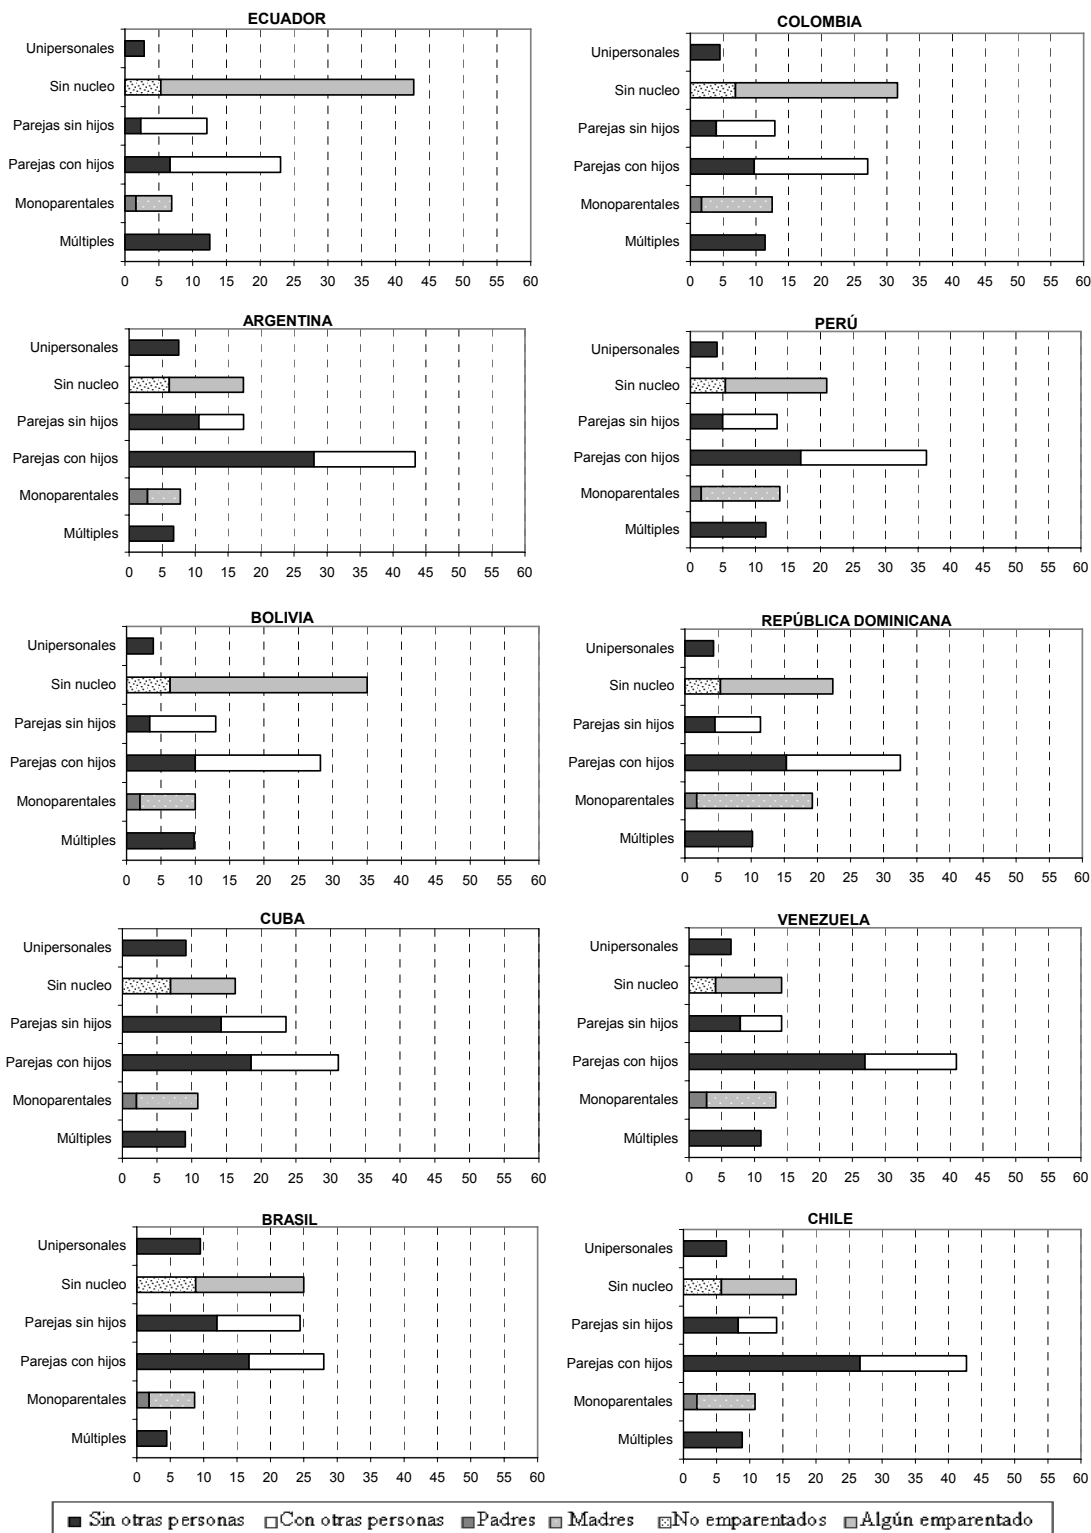 ECUADOR
Unipersonales
Sin nucleo
Parejas sin hijos
Parejas con hijos
Monoparentales
Múltiples
0 5 10 15 20 25 30 35 40 45 50 55 60
COLOMBIA
Unipersonales
Sin nucleo
Parejas sin hijos
Parejas con hijos
Monoparentales
Múltiples
0 5 10 15 20 25 30 35 40 45 50 55 60
ARGENTINA
Unipersonales
Sin nucleo
Parejas sin hijos
Parejas con hijos
Monoparentales
Múltiples
0 5 10 15 20 25 30 35 40 45 50 55 60
PERÚ
Unipersonales
Sin nucleo
Parejas sin hijos
Parejas con hijos
Monoparentales
Múltiples
0 5 10 15 20 25 30 35 40 45 50 55 60
BOLIVIA
Unipersonales
Sin nucleo
Parejas sin hijos
Parejas con hijos
Monoparentales
Múltiples
0 5 10 15 20 25 30 35 40 45 50 55 60
REPÚBLICA DOMINICANA
Unipersonales
Sin nucleo
Parejas sin hijos
Parejas con hijos
Monoparentales
Múltiples
0 5 10 15 20 25 30 35 40 45 50 55 60
CUBA
Unipersonales
Sin nucleo
Parejas sin hijos
Parejas con hijos
Monoparentales
Múltiples
0 5 10 15 20 25 30 35 40 45 50 55 60
VENEZUELA
Unipersonales
Sin nucleo
Parejas sin hijos
Parejas con hijos
Monoparentales
Múltiples
0 5 10 15 20 25 30 35 40 45 50 55 60
BRASIL
Unipersonales
Sin nucleo
Parejas sin hijos
Parejas con hijos
Monoparentales
Múltiples
0 5 10 15 20 25 30 35 40 45 50 55 60
CHILE
Unipersonales
Sin nucleo
Parejas sin hijos
Parejas con hijos
Monoparentales
Múltiples
0 5 10 15 20 25 30 35 40 45 50 55 60
Sin otras personas Con otras personas Padres Madres No emparentados Algún emparentado